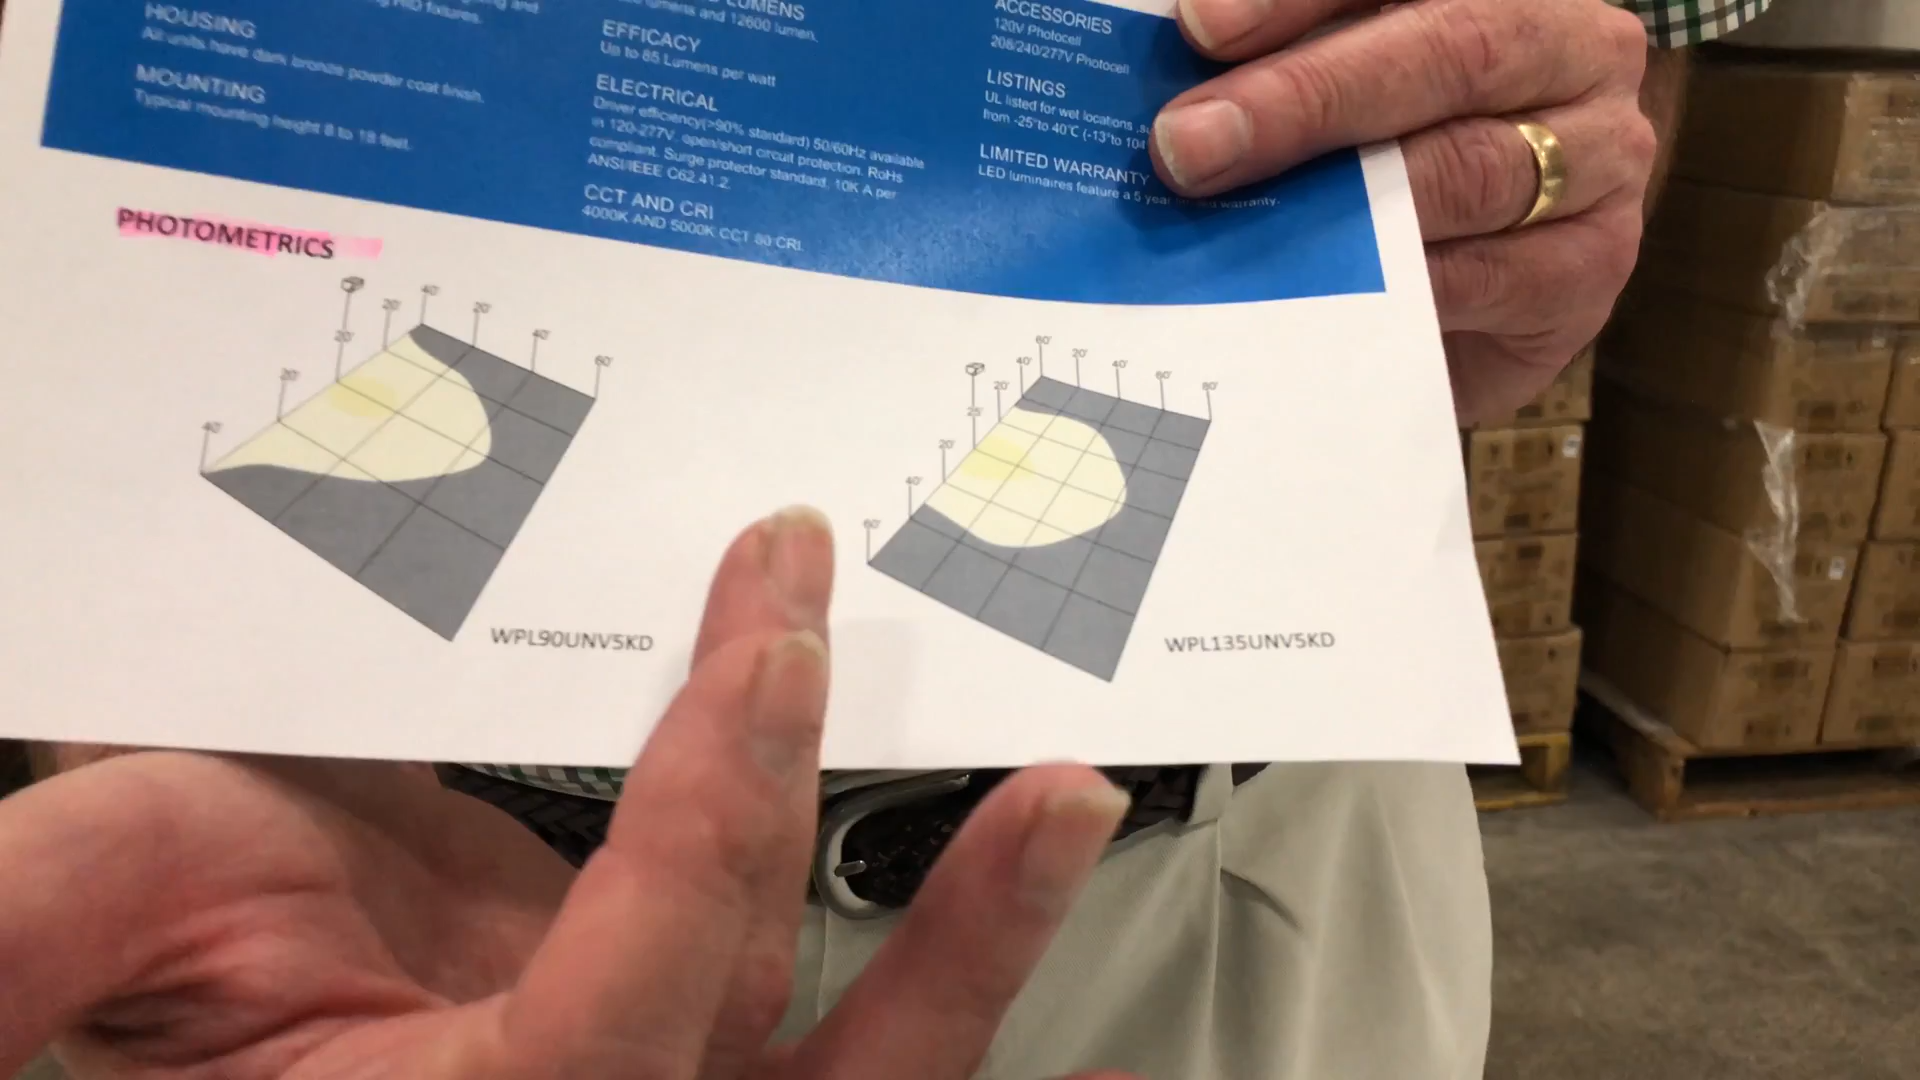 HID fixtures.
HOUSING
All units have dark bronze powder coat finish.
MOUNTING
Typical mounting height 8 to 18 feet.
LUMENS
lumens and 12600 lumen.
EFFICACY
Up to 85 Lumens per watt
ELECTRICAL
Driver efficiency(>90% standard) 50/60Hz available
in 120-277V, open/short circuit protection. RoHs
compliant. Surge protector standard, 10K A per
ANSI/IEEE C62.41.2.
CCT AND CRI
4000K AND 5000K CCT 80 CRI.
ACCESSORIES
120V Photocell
208/240/277V Photocell
LISTINGS
UL listed for wet locations
from -25°to 40℃ (-13°to 104
LIMITED WARRANTY
LED luminaires feature a 5 year warranty.
PHOTOMETRICS
40' 20' 20' 20' 40' 20' 40' 60'
WPL90UNV5KD
60' 40' 20' 25' 20' 40' 60' 20' 40' 60' 80'
WPL135UNV5KD